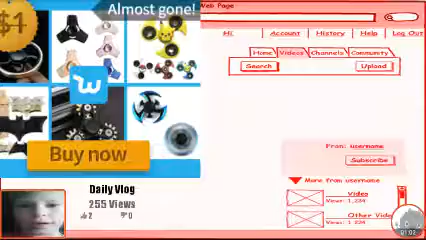 $1
Almost gone!
w
Buy now
Daily Vlog
255 Views
2
0
Web Page
Hi
Account
History
Help
Log Out
Home
Videos
Channels
Community
Search
Upload
From: username
Subscribe
More from username
Video
Views: 1,234
Other Video
Views: 1,234
01:02